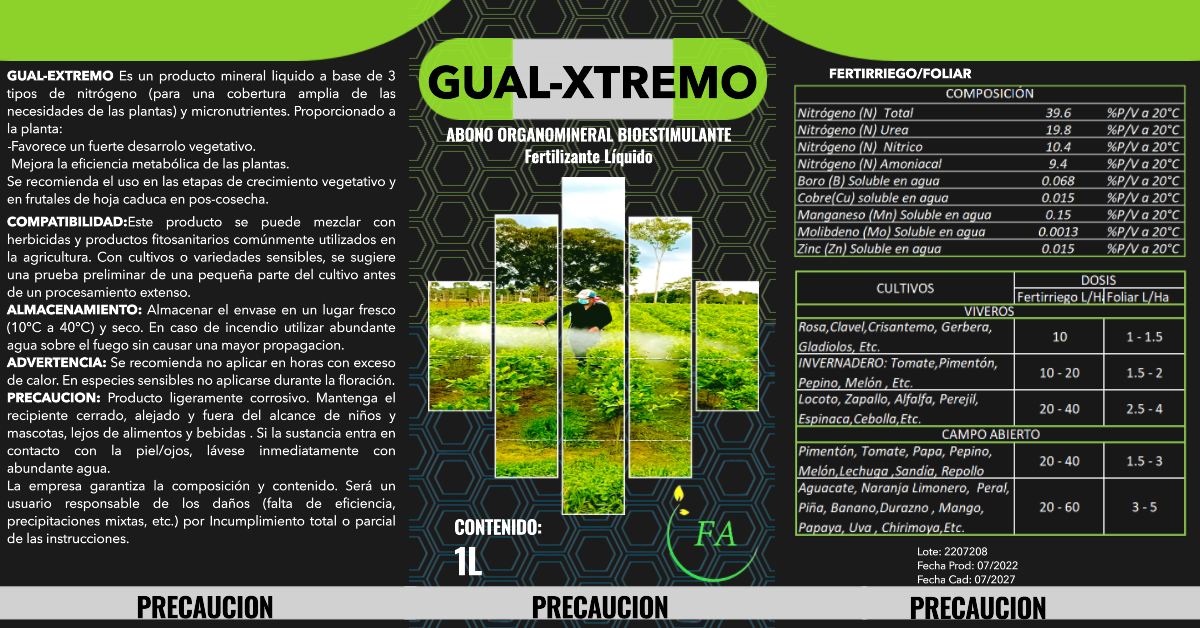 GUAL-EXTREMO Es un producto mineral liquido a base de 3
tipos de nitrógeno (para una cobertura amplia de las
necesidades de las plantas) y micronutrientes. Proporcionado a
la planta:
-Favorece un fuerte desarrolo vegetativo.
Mejora la eficiencia metabólica de las plantas.
Se recomienda el uso en las etapas de crecimiento vegetativo y
en frutales de hoja caduca en pos-cosecha.
COMPATIBILIDAD:Este producto se puede mezclar con
herbicidas y productos fitosanitarios comúnmente utilizados en
la agricultura. Con cultivos o variedades sensibles, se sugiere
una prueba preliminar de una pequeña parte del cultivo antes
de un procesamiento extenso.
ALMACENAMIENTO: Almacenar el envase en un lugar fresco
(10°C a 40°C) y seco. En caso de incendio utilizar abundante
agua sobre el fuego sin causar una mayor propagacion.
ADVERTENCIA: Se recomienda no aplicar en horas con exceso
de calor. En especies sensibles no aplicarse durante la floración.
PRECAUCION: Producto ligeramente corrosivo. Mantenga el
recipiente cerrado, alejado y fuera del alcance de niños y
mascotas, lejos de alimentos y bebidas . Si la sustancia entra en
contacto con la piel/ojos, lávese inmediatamente con
abundante agua.
La empresa garantiza la composición y contenido. Será un
usuario responsable de los daños (falta de eficiencia,
precipitaciones mixtas, etc.) por Incumplimiento total o parcial
de las instrucciones.
PRECAUCION
GUAL-XTREMO
ABONO ORGANOMINERAL BIOESTIMULANTE
Fertilizante Líquido
CONTENIDO:
1L
FA
PRECAUCION
FERTIRRIEGO/FOLIAR
COMPOSICIÓN
Nitrógeno (N) Total 39.6 %P/V a 20°C
Nitrógeno (N) Urea 19.8 %P/V a 20°C
Nitrógeno (N) Nítrico 10.4 %P/V a 20°C
Nitrógeno (N) Amoniacal 9.4 %P/V a 20°C
Boro (B) Soluble en agua 0.068 %P/V a 20°C
Cobre(Cu) soluble en agua 0.015 %P/V a 20°C
Manganeso (Mn) Soluble en agua 0.15 %P/V a 20°C
Molibdeno (Mo) Soluble en agua 0.0013 %P/V a 20°C
Zinc (Zn) Soluble en agua 0.015 %P/V a 20°C
CULTIVOS DOSIS
Fertirriego L/H Foliar L/Ha
VIVEROS
Rosa,Clavel,Crisantemo, Gerbera,
Gladiolos, Etc. 10 1 - 1.5
INVERNADERO: Tomate,Pimentón,
Pepino, Melón , Etc. 10 - 20 1.5 - 2
Locoto, Zapallo, Alfalfa, Perejil,
Espinaca,Cebolla,Etc. 20 - 40 2.5 - 4
CAMPO ABIERTO
Pimentón, Tomate, Papa, Pepino,
Melón,Lechuga ,Sandía, Repollo 20 - 40 1.5 - 3
Aguacate, Naranja Limonero, Peral,
Piña, Banano,Durazno , Mango,
Papaya, Uva , Chirimoya,Etc. 20 - 60 3 - 5
Lote: 2207208
Fecha Prod: 07/2022
Fecha Cad: 07/2027
PRECAUCION